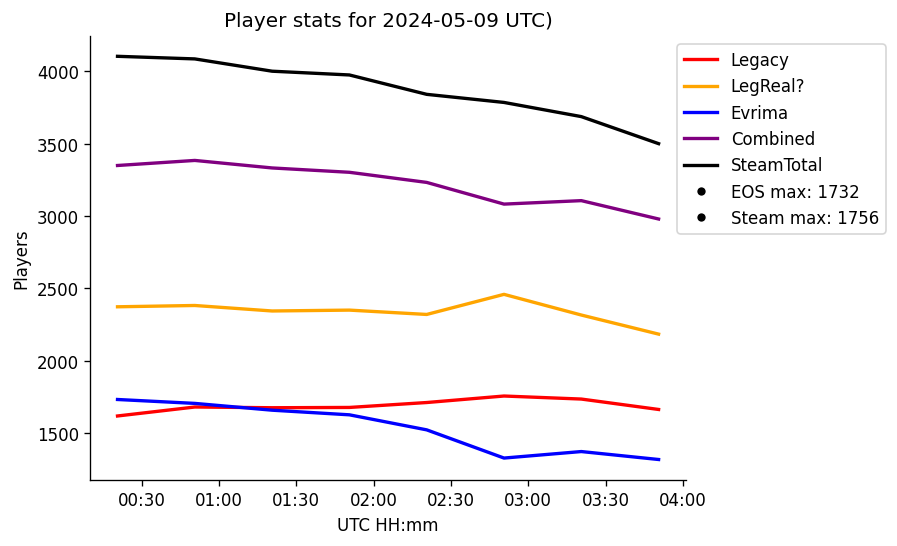 Player stats for 2024-05-09 UTC)
Players
4000
3500
3000
2500
2000
1500
00:30 01:00 01:30 02:00 02:30 03:00 03:30 04:00
UTC HH:mm
Legacy
LegReal?
Evrima
Combined
SteamTotal
EOS max: 1732
Steam max: 1756